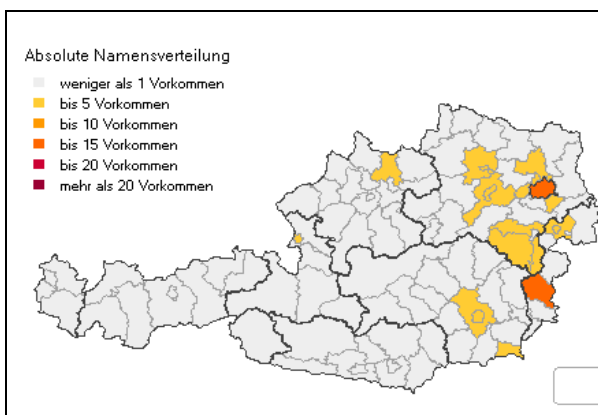 Absolute Namensverteilung
weniger als 1 Vorkommen
bis 5 Vorkommen
bis 10 Vorkommen
bis 15 Vorkommen
bis 20 Vorkommen
mehr als 20 Vorkommen